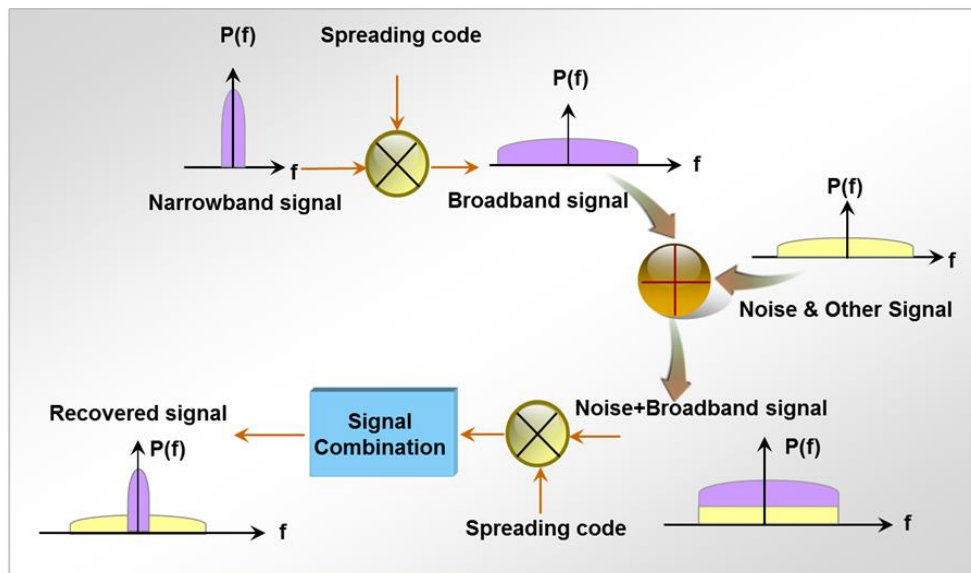 P(f)
Spreading code
P(f)
f
f
Narrowband signal
Broadband signal
P(f)
f
Noise & Other Signal
Recovered signal
P(f)
f
Signal
Combination
Noise+Broadband signal
Spreading code
P(f)
f